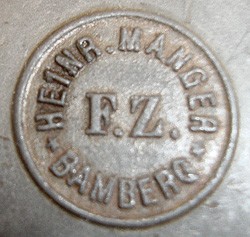 HEINR. MANGER
F.Z.
* BAMBERG *